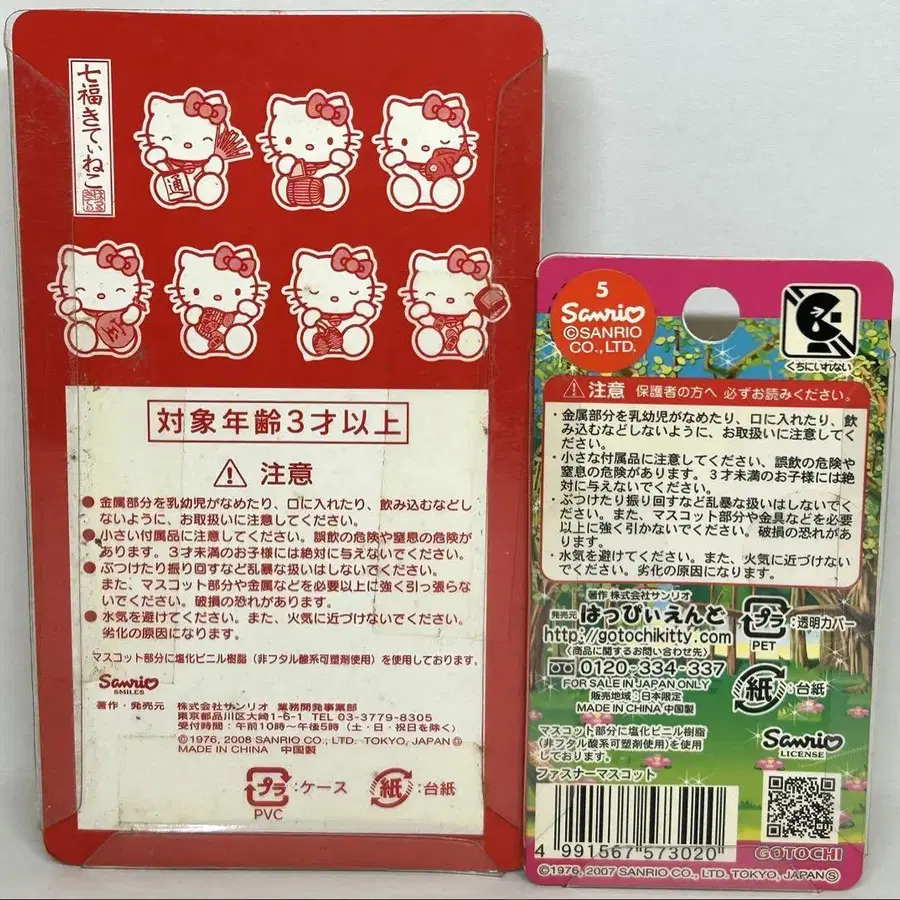 七福きてぃねこ
通
対象年齢3才以上
⚠ 注意
● 金属部分を乳幼児がなめたり、口に入れたり、飲み込むなどし
ないように、お取扱いに注意してください。
● 小さい付属品に注意してください。誤飲の危険や窒息の危険が
あります。3才未満のお子様には絶対に与えないでください。
● ぶつけたり振り回すなど乱暴な扱いはしないでください。
また、マスコット部分や金属などを必要以上に強く引っ張らな
いでください。破損の恐れがあります。
● 水気を避けてください。また、火気に近づけないでください。
劣化の原因になります。
マスコット部分に塩化ビニル樹脂(非フタル酸系可塑剤使用)を使用しております。
Sanrio
SMILES
著作・発売元 株式会社サンリオ 業務開発事業部
東京都品川区大崎1-6-1 TEL 03-3779-8305
受付時間:午前10時~午後5時(土・日・祝日を除く)
©1976, 2008 SANRIO CO., LTD. TOKYO, JAPAN Ⓢ
MADE IN CHINA 中国製
プラ:ケース
PVC
紙:台紙
5
Sanrio
©SANRIO
CO., LTD.
くちにいれない
⚠ 注意 保護者の方へ 必ずお読みください。
・金属部分を乳幼児がなめたり、口に入れたり、飲
み込むなどしないように、お取扱いに注意してく
ださい。
・小さな付属品に注意してください、誤飲の危険や
窒息の危険があります。3才未満のお子様には絶
対に与えないでください。
・ぶつけたり振り回すなど乱暴な扱いはしないでく
ださい。また、マスコット部分や金具などを必要
以上に強く引かないでください。破損の恐れがあ
ります。
・水気を避けてください。また、火気に近づけない
でください。劣化の原因になります。
著作 株式会社サンリオ
発売元 はっぴぃえんど
http://gotochikitty.com
(商品に関するお問い合わせ先)
0120-334-337
FOR SALE IN JAPAN ONLY
販売地域:日本限定
MADE IN CHINA 中国製
プラ:透明カバー
PET
紙:台紙
マスコット部分に塩化ビニル樹脂
(非フタル酸系可塑剤使用)を使用
しております。
ファスナーマスコット
Sanrio
LICENSE
4 991567 573020
GOTOCHI
©1976, 2007 SANRIO CO., LTD. TOKYO, JAPAN Ⓢ